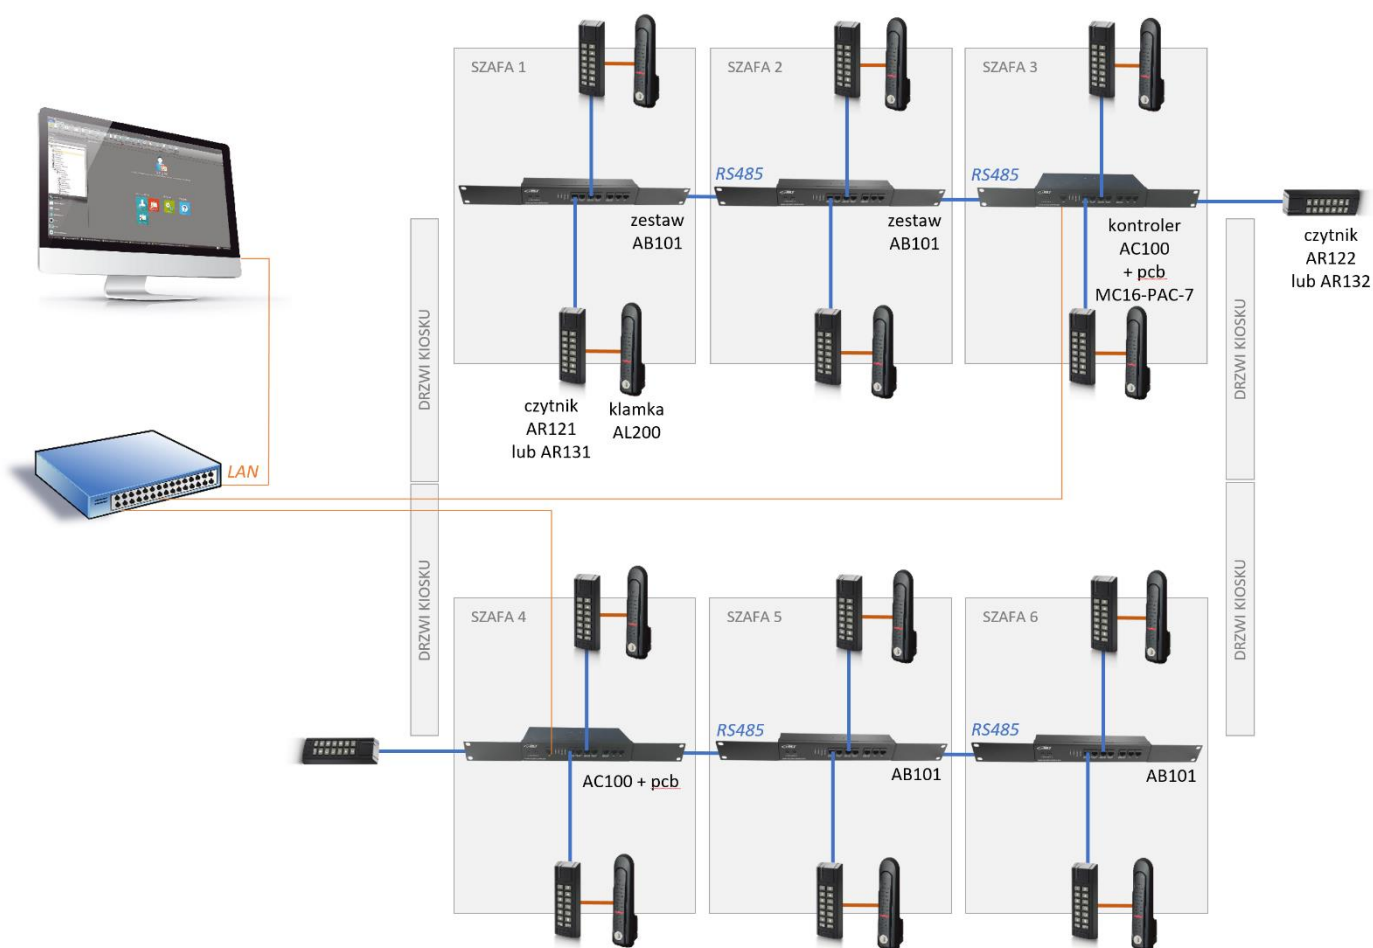 SZAFA 1
SZAFA 2
SZAFA 3
RS485
RS485
zestaw
AB101
zestaw
AB101
kontroler
AC100
+ pcb
MC16-PAC-7
czytnik
AR122
lub AR132
DRZWI KIOSKU
DRZWI KIOSKU
czytnik
AR121
lub AR131
klamka
AL200
LAN
DRZWI KIOSKU
DRZWI KIOSKU
SZAFA 4
SZAFA 5
SZAFA 6
RS485
RS485
AC100 + pcb
AB101
AB101